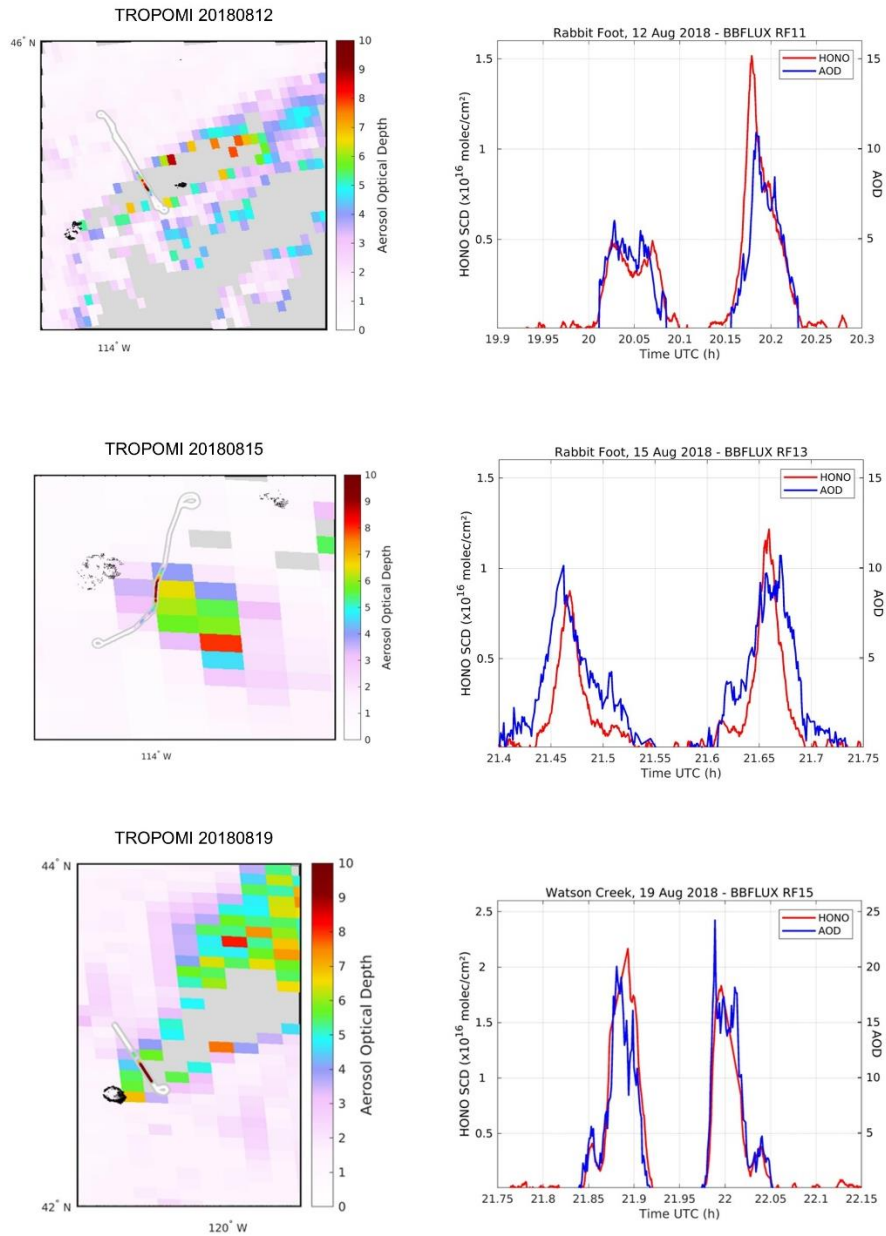 TROPOMI 20180812
46° N
114° W
10
9
8
7
6
5
4
3
2
1
0
Aerosol Optical Depth
Rabbit Foot, 12 Aug 2018 - BBFLUX RF11
HONO
AOD
1.5
1
0.5
HONO SCD (x10¹⁶ molec/cm²)
15
10
5
AOD
19.9 19.95 20 20.05 20.1 20.15 20.2 20.25 20.3
Time UTC (h)
TROPOMI 20180815
114° W
10
9
8
7
6
5
4
3
2
1
0
Aerosol Optical Depth
Rabbit Foot, 15 Aug 2018 - BBFLUX RF13
HONO
AOD
1.5
1
0.5
HONO SCD (x10¹⁶ molec/cm²)
15
10
5
AOD
21.4 21.45 21.5 21.55 21.6 21.65 21.7 21.75
Time UTC (h)
TROPOMI 20180819
44° N
42° N
120° W
10
9
8
7
6
5
4
3
2
1
0
Aerosol Optical Depth
Watson Creek, 19 Aug 2018 - BBFLUX RF15
HONO
AOD
2.5
2
1.5
1
0.5
HONO SCD (x10¹⁶ molec/cm²)
25
20
15
10
5
AOD
21.75 21.8 21.85 21.9 21.95 22 22.05 22.1 22.15
Time UTC (h)